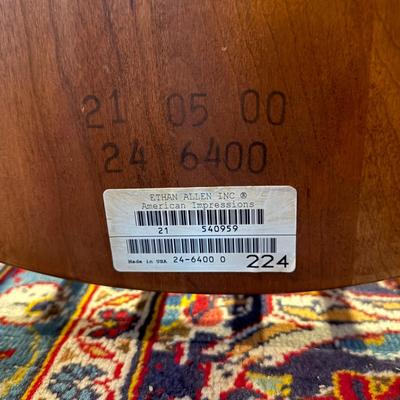 21 05 00
24 6400
ETHAN ALLEN INC ®
American Impressions
21 540959
Made in USA 24-6400 0 224